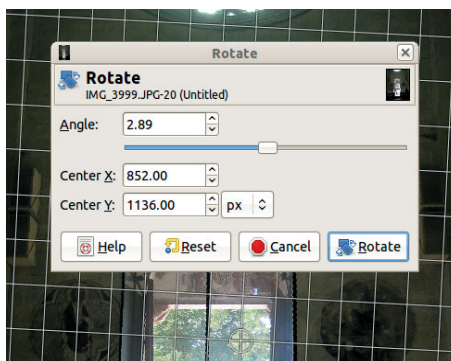 Rotate
Rotate
IMG_3999.JPG-20 (Untitled)
Angle: 2.89
Center X: 852.00
Center Y: 1136.00 px
Help Reset Cancel Rotate